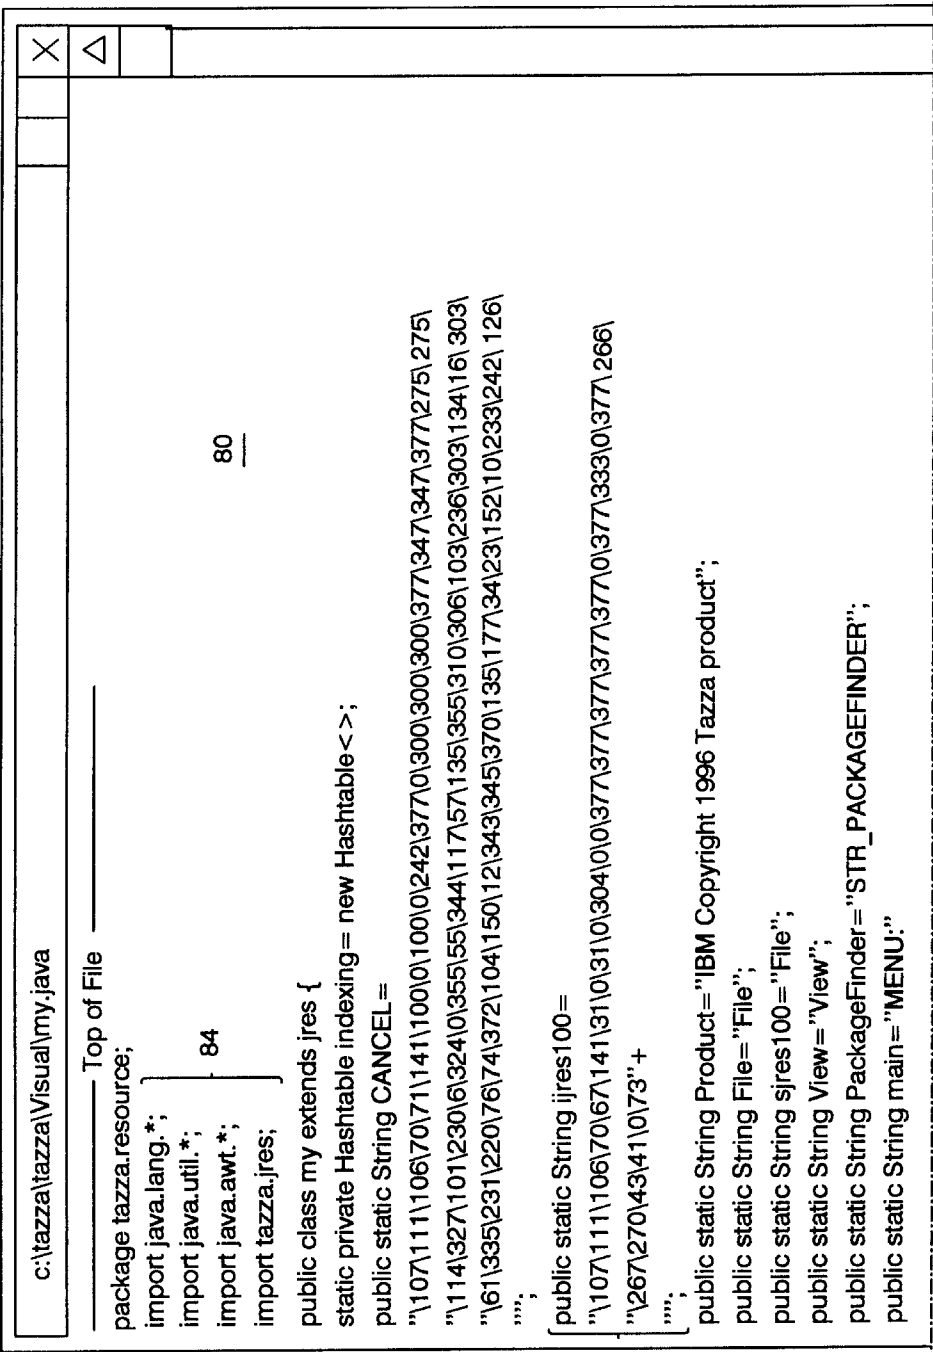 c:\tazza\tazza\Visual\my.java
Top of File
package tazza.resource;
import java.lang.*;
import java.util.*;
84
import java.awt.*;
80
import tazza.jres;
public class my extends jres {
static private Hashtable indexing= new Hashtable< >;
public static String CANCEL=
"\107\111\106\70\71\141\100\0\100\0\242\377\0\300\300\300\377\347\347\377\275\275\
"\114\327\101\230\6\324\0\355\55\344\117\57\135\355\310\306\103\236\303\134\16\303\
"\61\335\231\220\76\74\372\104\150\12\343\345\370\135\177\34\23\152\10\233\242\126\
"";
public static String ijres100=
"\107\111\106\70\67\141\31\0\31\0\304\0\0\377\377\377\377\377\0\377\333\0\377\266\
"\267\270\43\41\0\73"+
"";
public static String Product="IBM Copyright 1996 Tazza product";
public static String File="File";
public static String sjres100="File";
public static String View="View";
public static String PackageFinder="STR_PACKAGEFINDER";
public static String main="MENU:"